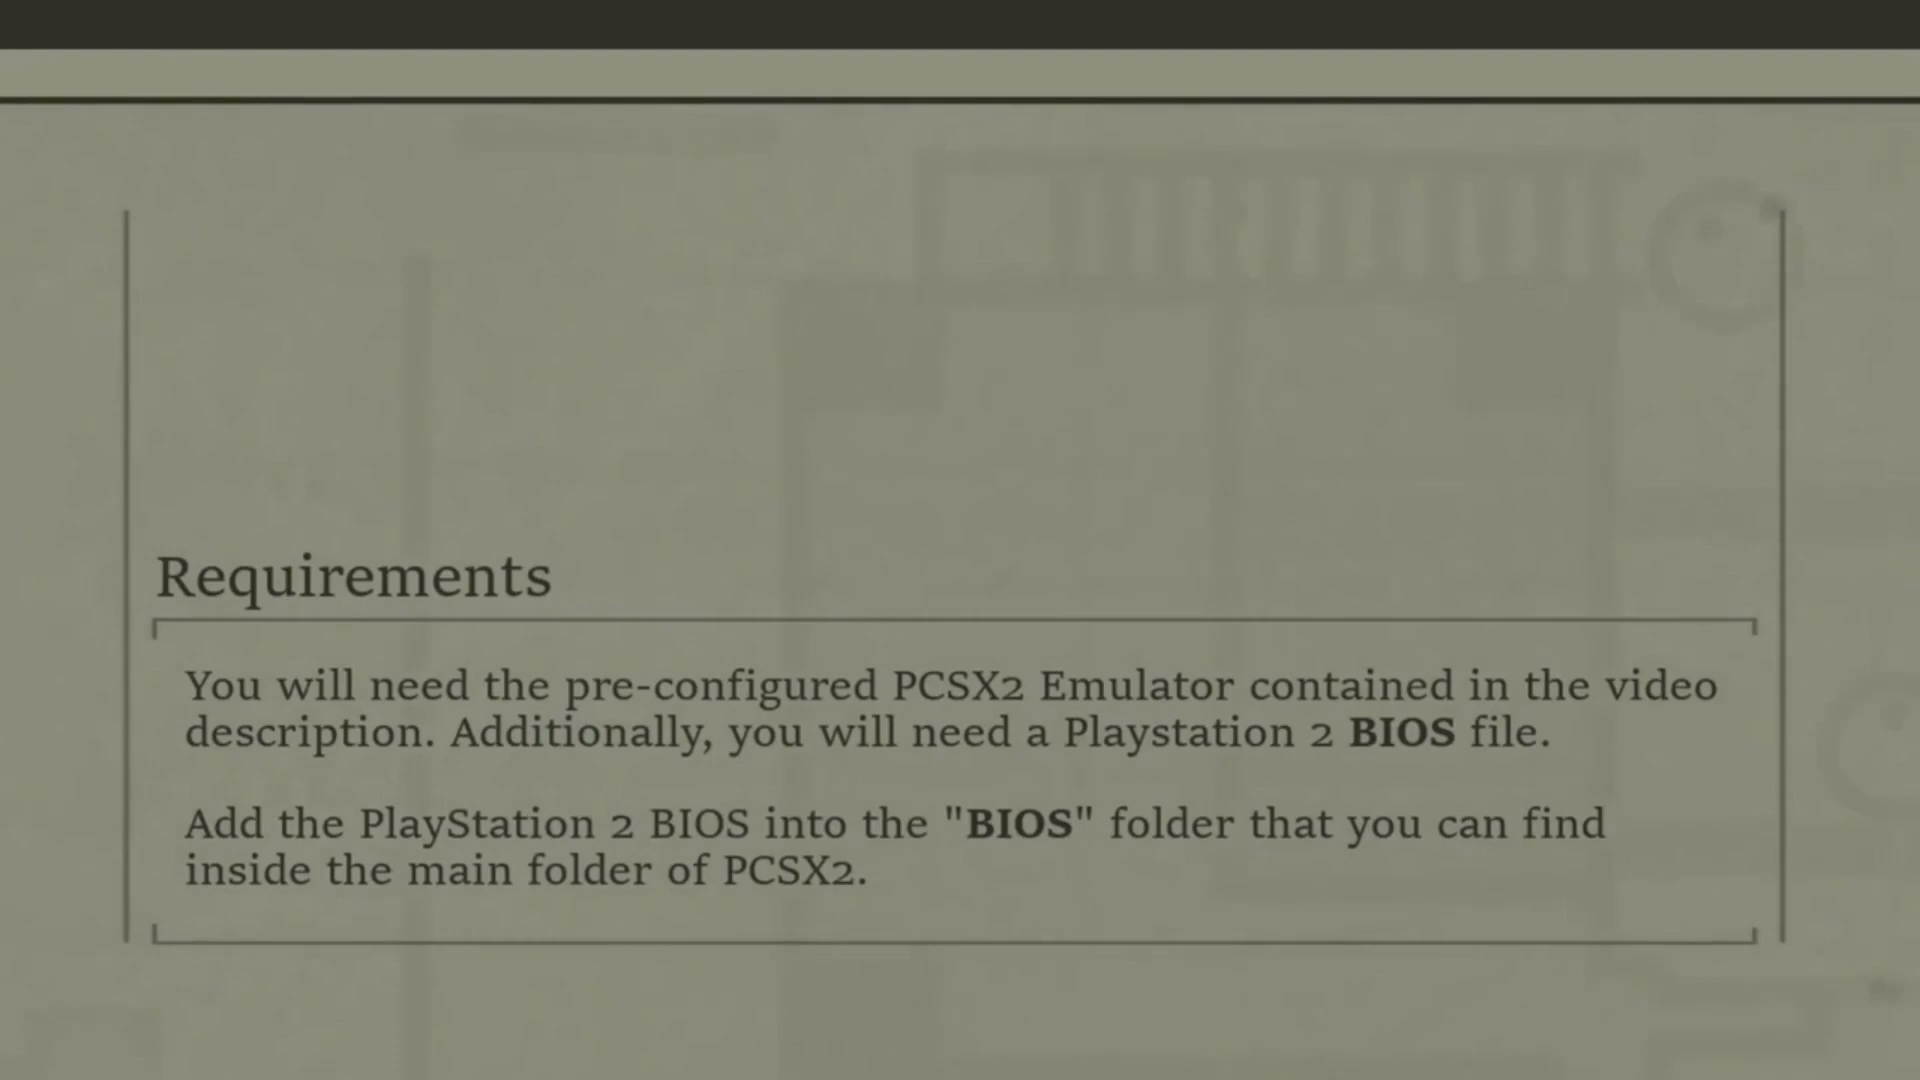 Requirements
You will need the pre-configured PCSX2 Emulator contained in the video
description. Additionally, you will need a Playstation 2 BIOS file.
Add the PlayStation 2 BIOS into the "BIOS" folder that you can find
inside the main folder of PCSX2.